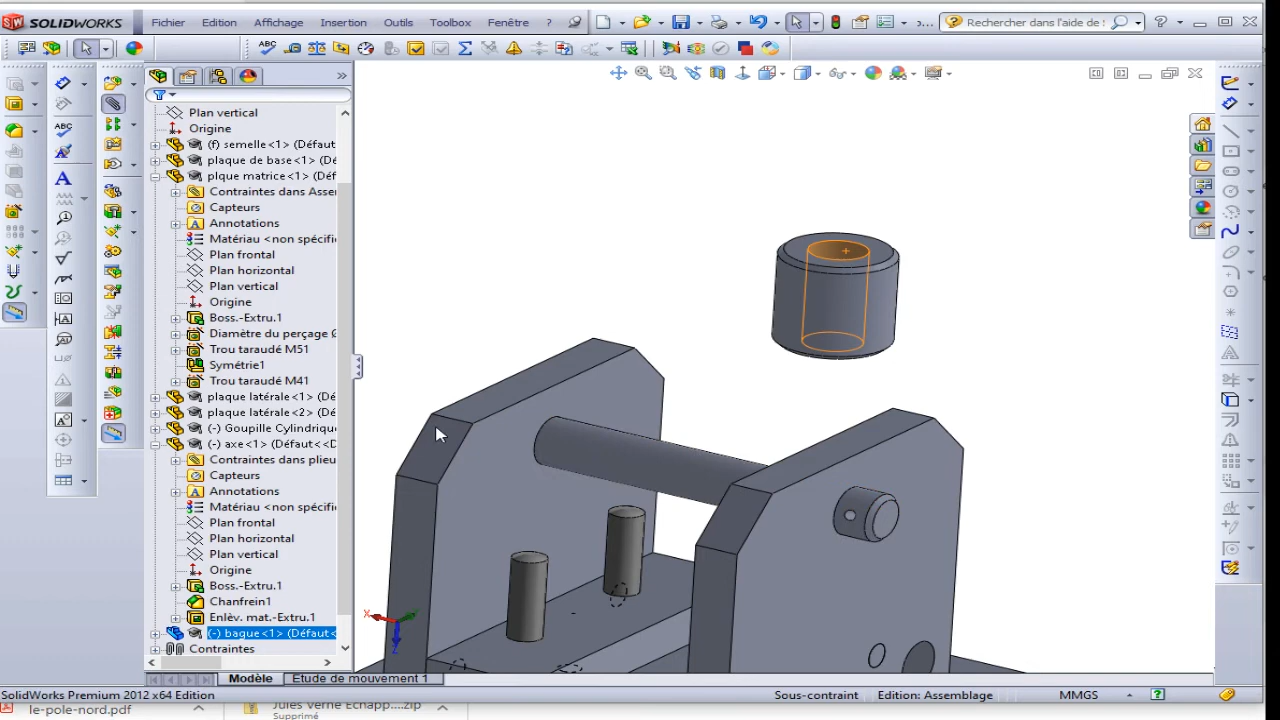 SOLIDWORKS Fichier Edition Affichage Insertion Outils Toolbox Fenêtre ? Rechercher dans l'aide de
Plan vertical
Origine
(f) semelle<1> (Défaut
plaque de base<1> (Dé
plque matrice<1> (Déf
Contraintes dans Asser
Capteurs
Annotations
Matériau <non spécifi
Plan frontal
Plan horizontal
Plan vertical
Origine
Boss.-Extru.1
Diamètre du perçage
Trou taraudé M51
Symétrie1
Trou taraudé M41
plaque latérale<1> (Dé
plaque latérale<2> (Dé
(-) Goupille Cylindriqu
(-) axe<1> (Défaut<<D
Contraintes dans plieu
Capteurs
Annotations
Matériau <non spécifi
Plan frontal
Plan horizontal
Plan vertical
Origine
Boss.-Extru.1
Chanfrein1
Enlèv. mat.-Extru.1
(-) bague<1> (Défaut<
Contraintes
Modèle Etude de mouvement 1
SolidWorks Premium 2012 x64 Edition Sous-contraint Edition: Assemblage MMGS
le-pole-nord.pdf Jules Verne Echapp....zip
Supprimé